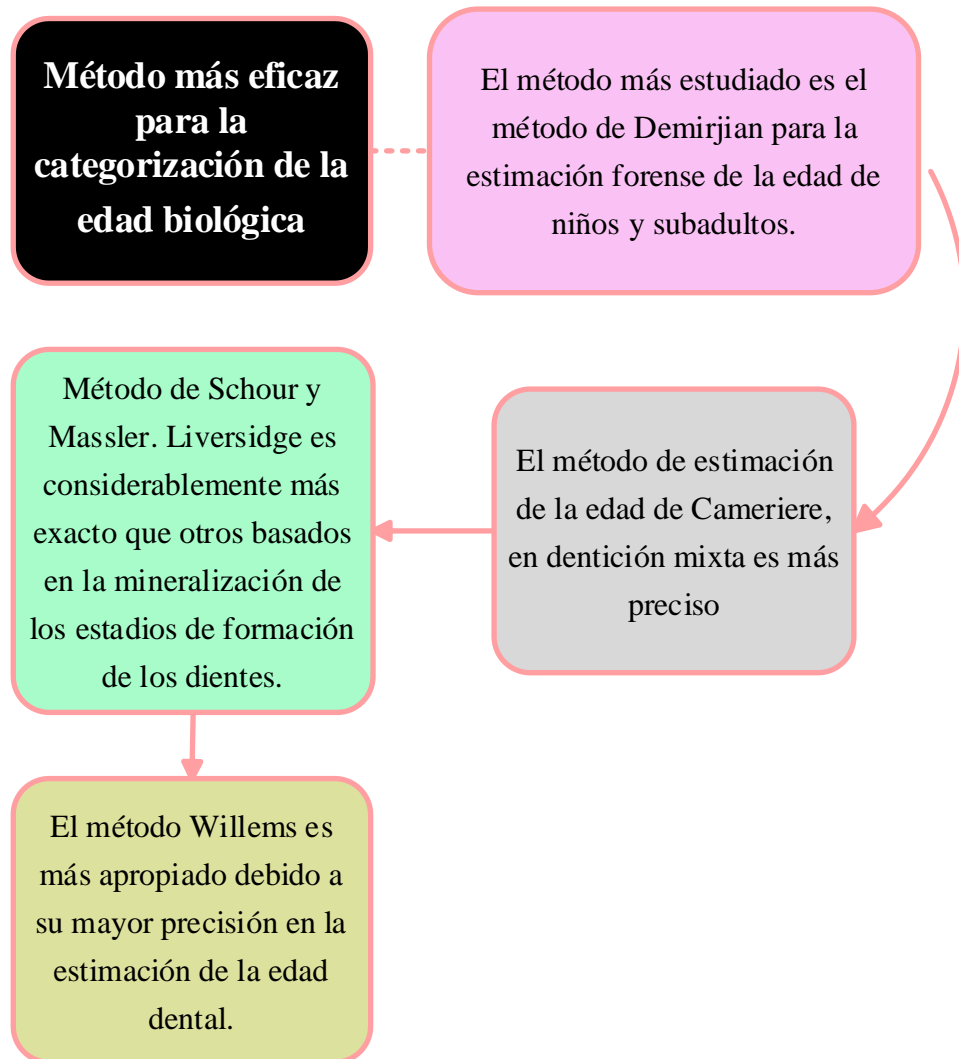 Método más eficaz
para la
categorización de la
edad biológica
El método más estudiado es el
método de Demirjian para la
estimación forense de la edad de
niños y subadultos.
El método de estimación
de la edad de Cameriere,
en dentición mixta es más
preciso
Método de Schour y
Massler. Liversidge es
considerablemente más
exacto que otros basados
en la mineralización de
los estadios de formación
de los dientes.
El método Willems es
más apropiado debido a
su mayor precisión en la
estimación de la edad
dental.